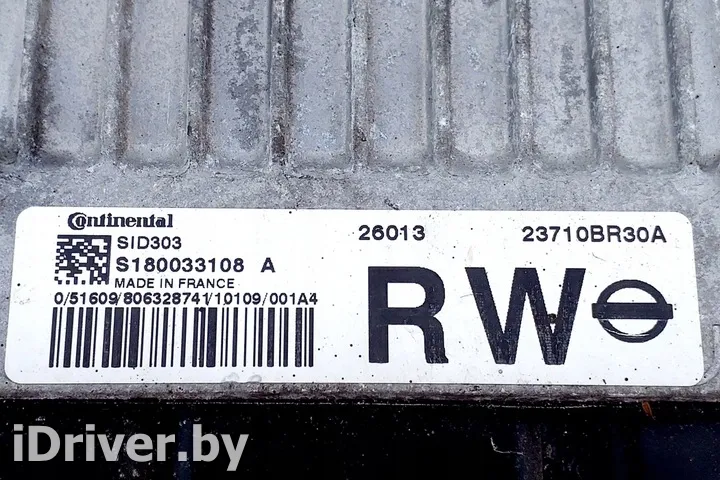 Continental
SID303 26013 23710BR30A
S180033108 A
MADE IN FRANCE
0/51609/806328741/10109/001A4
RW
iDriver.by